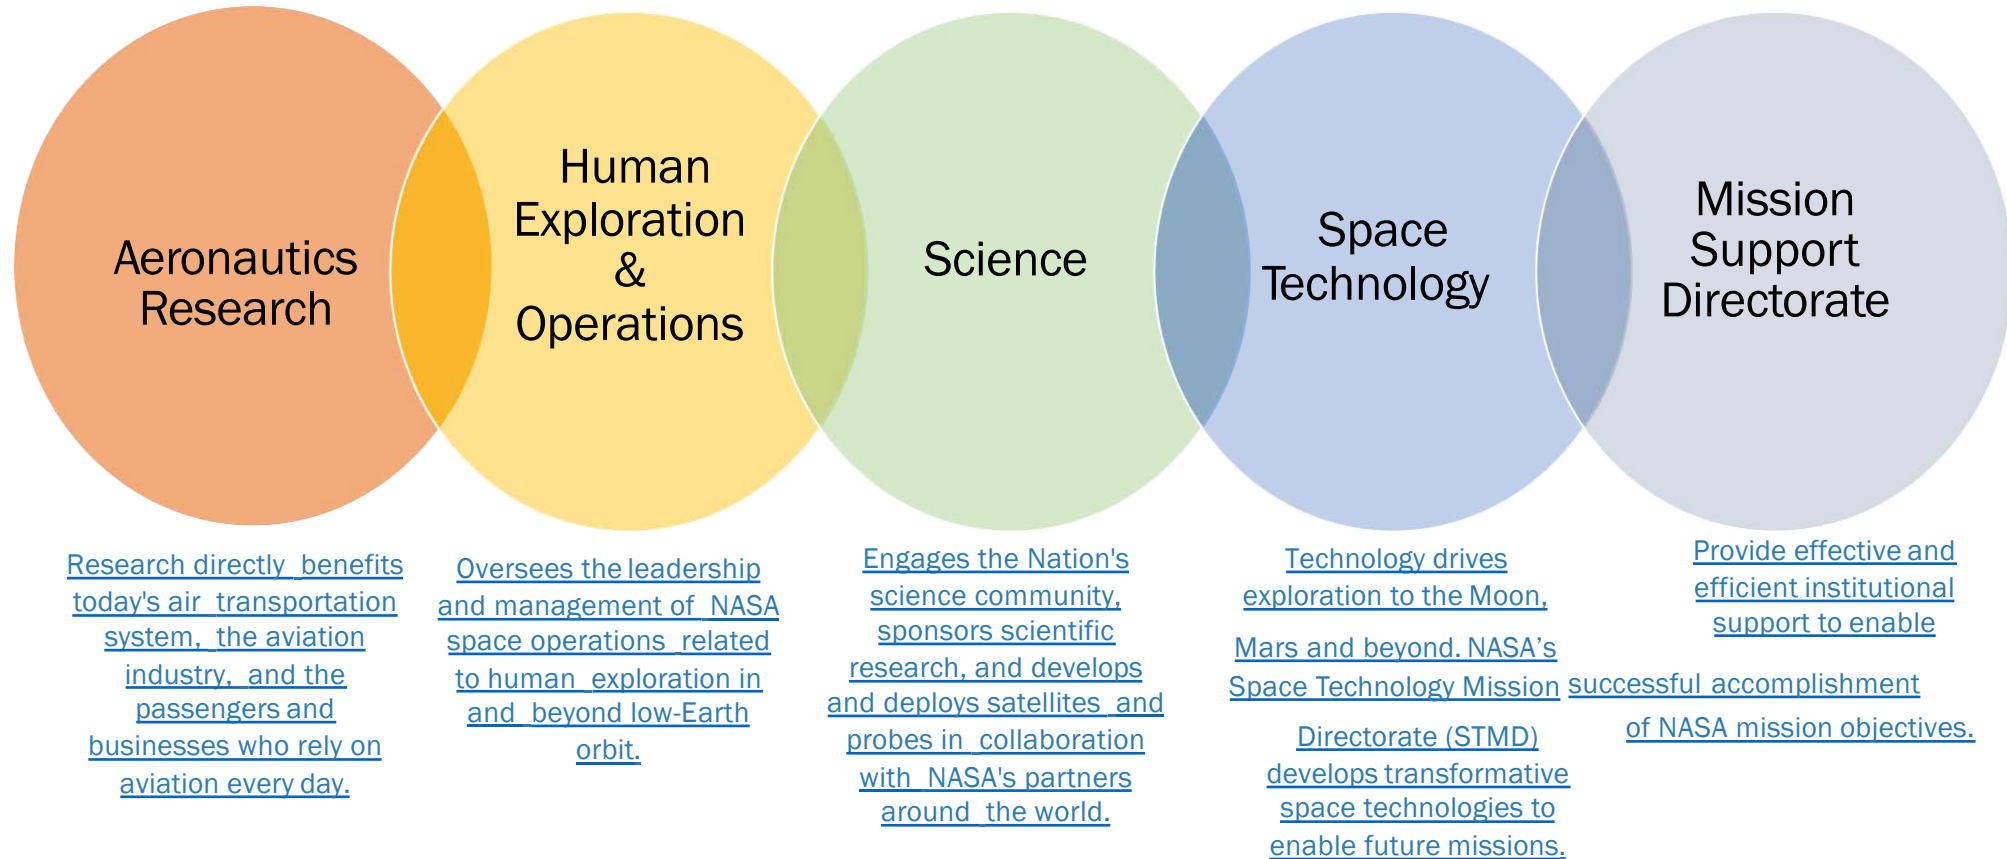 Aeronautics
Research
Human
Exploration
&
Operations
Science
Space
Technology
Mission
Support
Directorate
Research directly benefits
today's air transportation
system, the aviation
industry, and the
passengers and
businesses who rely on
aviation every day.
Oversees the leadership
and management of NASA
space operations related
to human exploration in
and beyond low-Earth
orbit.
Engages the Nation's
science community,
sponsors scientific
research, and develops
and deploys satellites and
probes in collaboration
with NASA's partners
around the world.
Technology drives
exploration to the Moon,
Mars and beyond. NASA’s
Space Technology Mission
Directorate (STMD)
develops transformative
space technologies to
enable future missions.
Provide effective and
efficient institutional
support to enable
successful accomplishment
of NASA mission objectives.